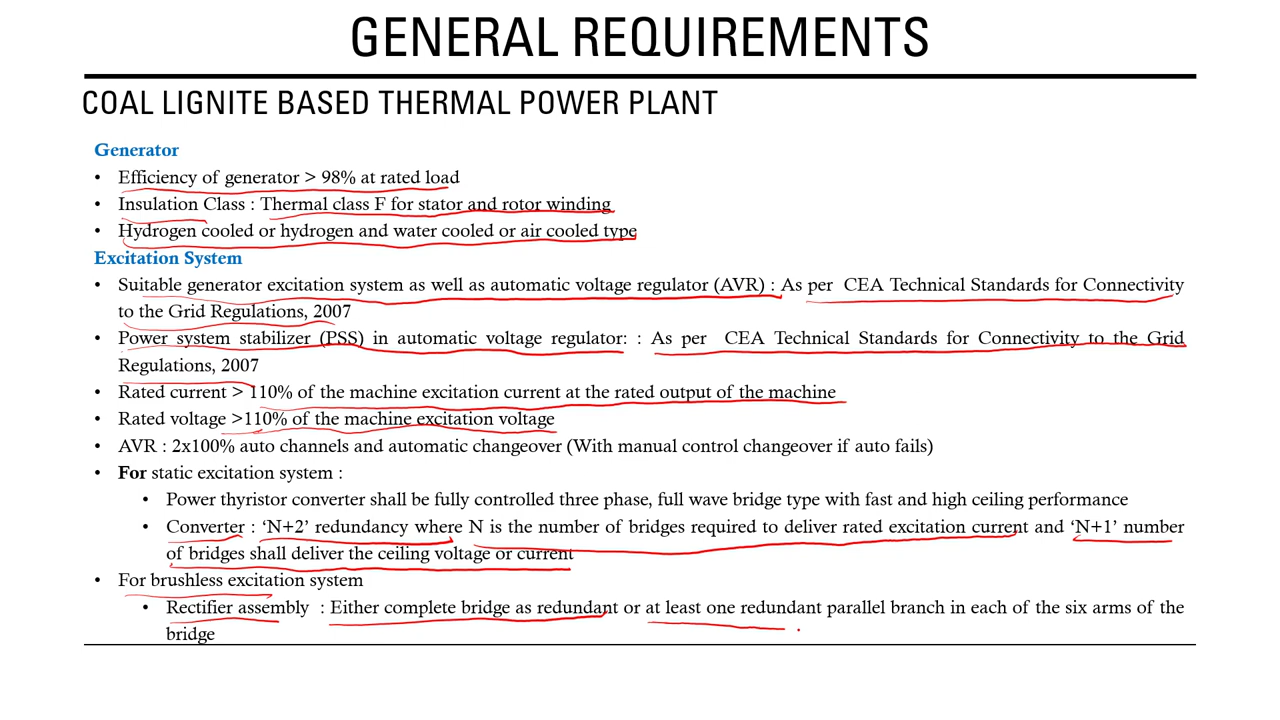 GENERAL REQUIREMENTS
COAL LIGNITE BASED THERMAL POWER PLANT
Generator
• Efficiency of generator > 98% at rated load
• Insulation Class : Thermal class F for stator and rotor winding
• Hydrogen cooled or hydrogen and water cooled or air cooled type
Excitation System
• Suitable generator excitation system as well as automatic voltage regulator (AVR) : As per CEA Technical Standards for Connectivity
to the Grid Regulations, 2007
• Power system stabilizer (PSS) in automatic voltage regulator: : As per CEA Technical Standards for Connectivity to the Grid
Regulations, 2007
• Rated current > 110% of the machine excitation current at the rated output of the machine
• Rated voltage >110% of the machine excitation voltage
• AVR : 2x100% auto channels and automatic changeover (With manual control changeover if auto fails)
• For static excitation system :
• Power thyristor converter shall be fully controlled three phase, full wave bridge type with fast and high ceiling performance
• Converter : ‘N+2’ redundancy where N is the number of bridges required to deliver rated excitation current and ‘N+1’ number
of bridges shall deliver the ceiling voltage or current
• For brushless excitation system
• Rectifier assembly : Either complete bridge as redundant or at least one redundant parallel branch in each of the six arms of the
bridge